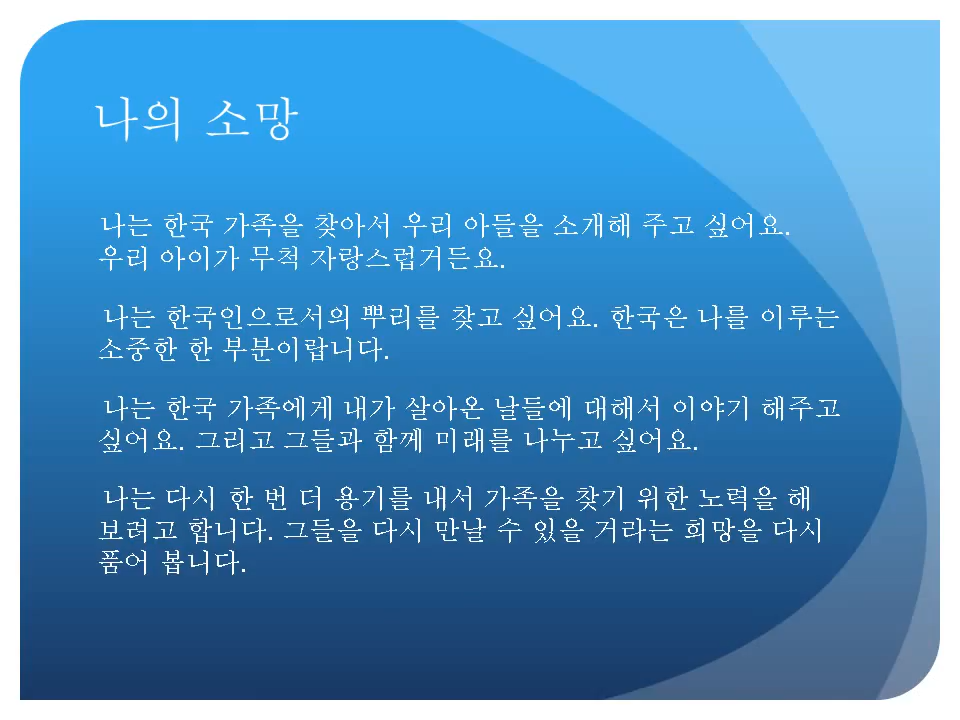 나의 소망
나는 한국 가족을 찾아서 우리 아들을 소개해 주고 싶어요.
우리 아이가 무척 자랑스럽거든요.
나는 한국인으로서의 뿌리를 찾고 싶어요. 한국은 나를 이루는
소중한 한 부분이랍니다.
나는 한국 가족에게 내가 살아온 날들에 대해서 이야기 해주고
싶어요. 그리고 그들과 함께 미래를 나누고 싶어요.
나는 다시 한 번 더 용기를 내서 가족을 찾기 위한 노력을 해
보려고 합니다. 그들을 다시 만날 수 있을 거라는 희망을 다시
품어 봅니다.